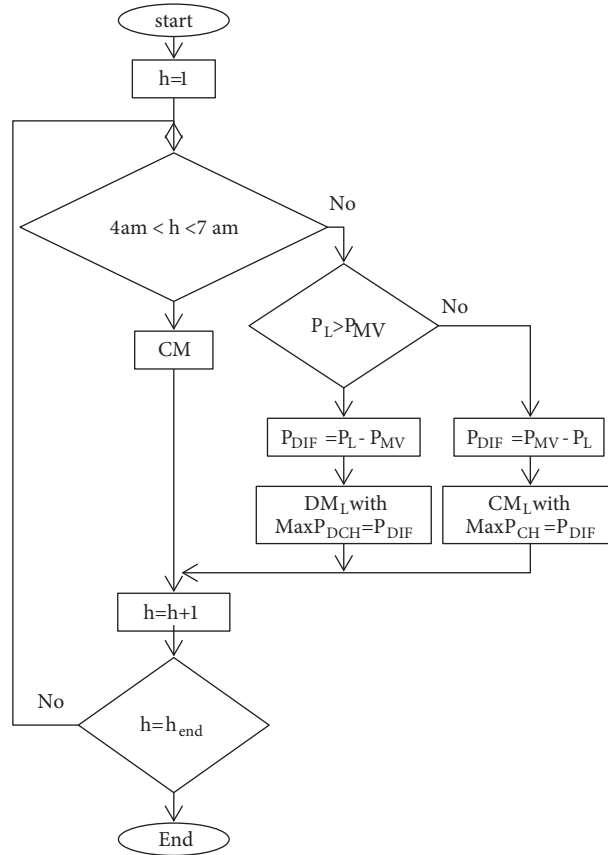 start
h=1
4am < h <7 am
No
P_L>P_MV
No
CM
P_DIF =P_L - P_MV
P_DIF =P_MV - P_L
DM_L with
MaxP_DCH=P_DIF
CM_L with
MaxP_CH =P_DIF
h=h+1
No
h=h_end
End